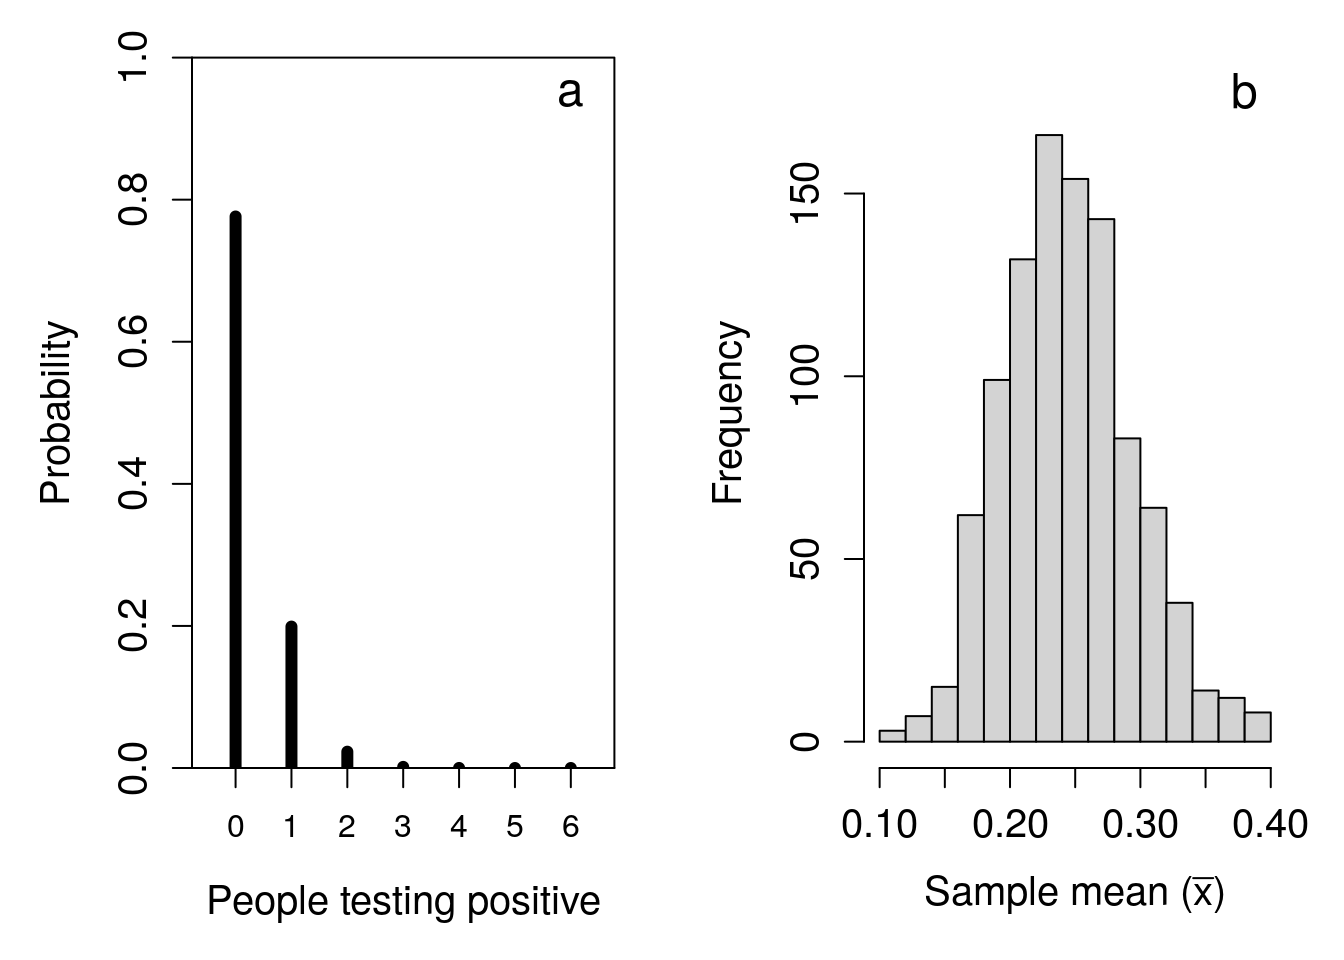 a
1.0
0.8
0.6
0.4
0.2
0.0
Probability
0 1 2 3 4 5 6
People testing positive
b
150
100
50
0
Frequency
0.10 0.20 0.30 0.40
Sample mean (x̅)